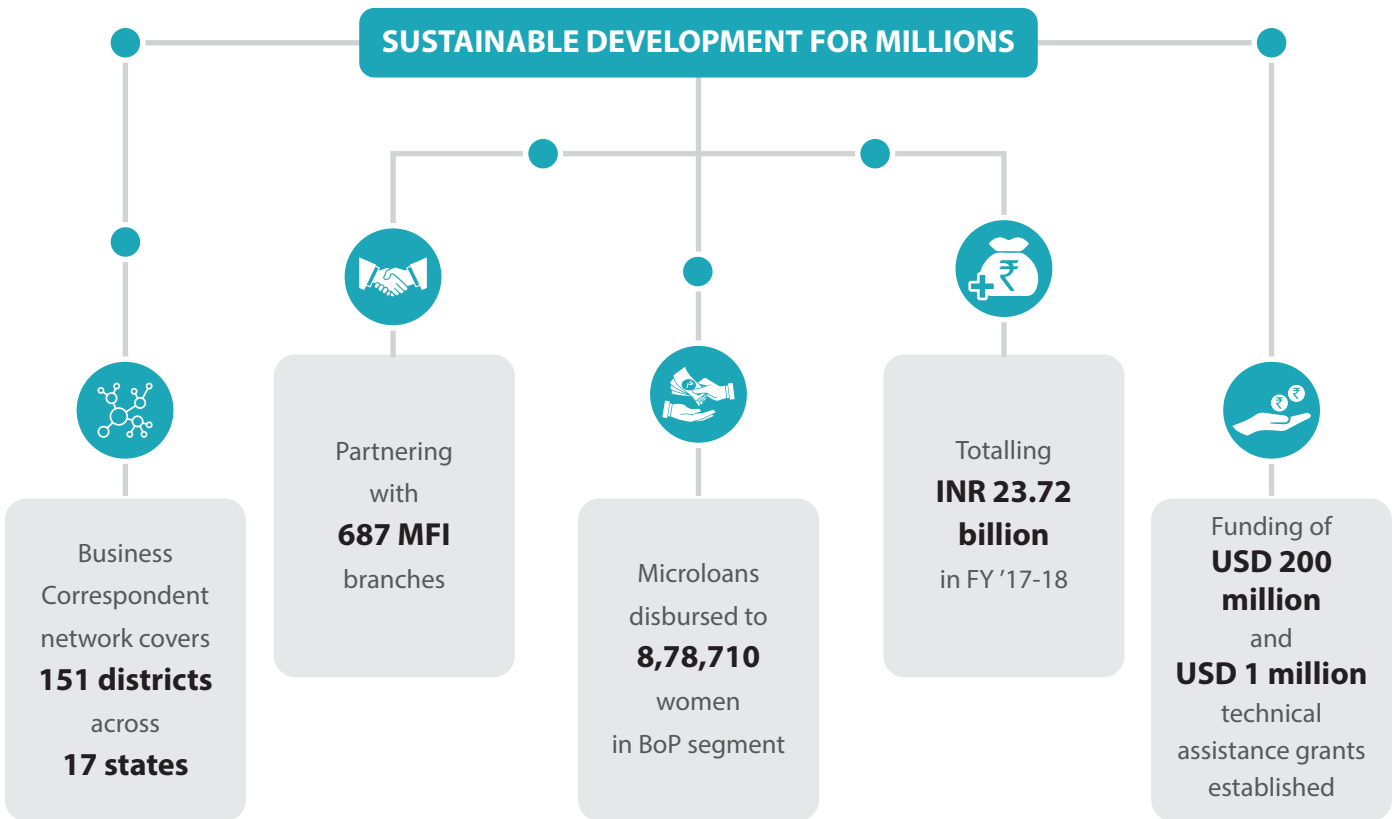 SUSTAINABLE DEVELOPMENT FOR MILLIONS
Business
Correspondent
network covers
151 districts
across
17 states
Partnering
with
687 MFI
branches
Microloans
disbursed to
8,78,710
women
in BoP segment
Totalling
INR 23.72
billion
in FY ’17-18
Funding of
USD 200
million
and
USD 1 million
technical
assistance grants
established